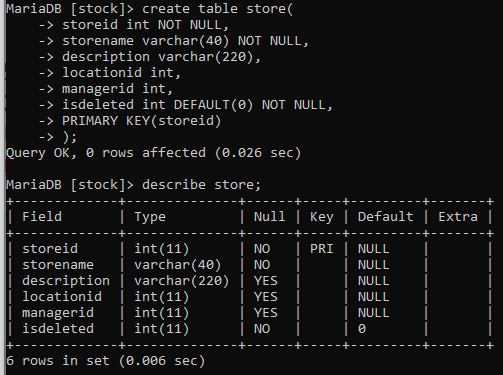 MariaDB [stock]> create table store(
    -> storeid int NOT NULL,
    -> storename varchar(40) NOT NULL,
    -> description varchar(220),
    -> locationid int,
    -> managerid int,
    -> isdeleted int DEFAULT(0) NOT NULL,
    -> PRIMARY KEY(storeid)
    -> );
Query OK, 0 rows affected (0.026 sec)

MariaDB [stock]> describe store;
+-------------+--------------+------+-----+---------+-------+
| Field       | Type         | Null | Key | Default | Extra |
+-------------+--------------+------+-----+---------+-------+
| storeid     | int(11)      | NO   | PRI | NULL    |       |
| storename   | varchar(40)  | NO   |     | NULL    |       |
| description | varchar(220) | YES  |     | NULL    |       |
| locationid  | int(11)      | YES  |     | NULL    |       |
| managerid   | int(11)      | YES  |     | NULL    |       |
| isdeleted   | int(11)      | NO   |     | 0       |       |
+-------------+--------------+------+-----+---------+-------+
6 rows in set (0.006 sec)